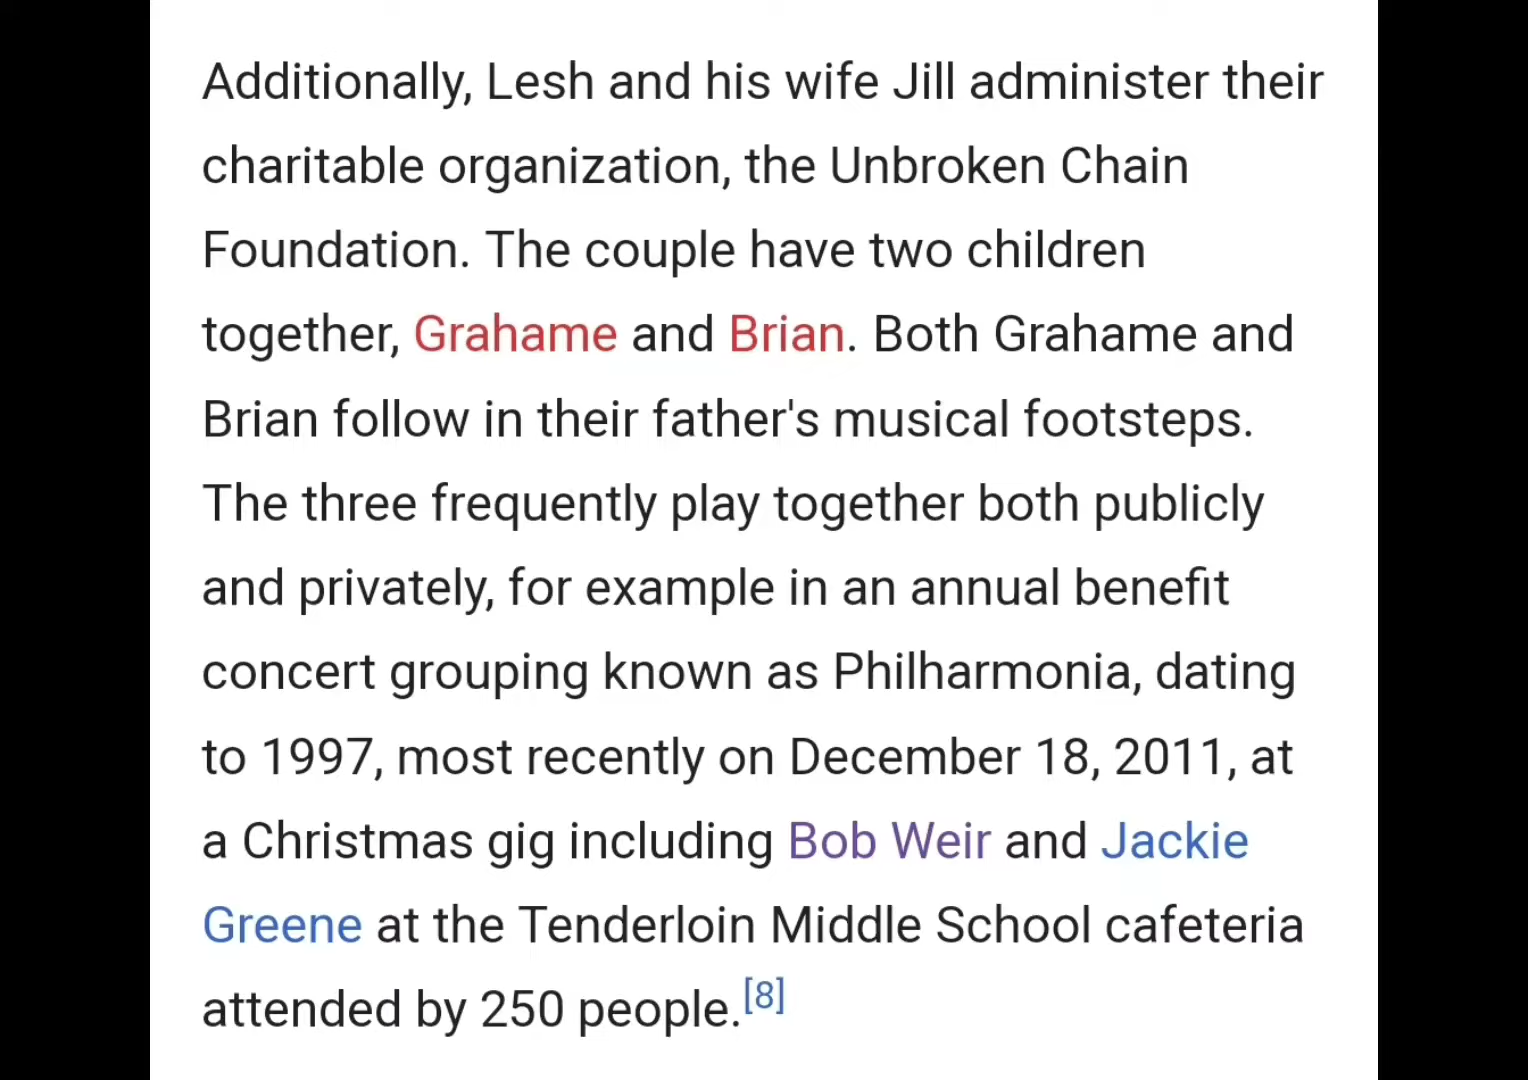 Additionally, Lesh and his wife Jill administer their
charitable organization, the Unbroken Chain
Foundation. The couple have two children
together, Grahame and Brian. Both Grahame and
Brian follow in their father's musical footsteps.
The three frequently play together both publicly
and privately, for example in an annual benefit
concert grouping known as Philharmonia, dating
to 1997, most recently on December 18, 2011, at
a Christmas gig including Bob Weir and Jackie
Greene at the Tenderloin Middle School cafeteria
attended by 250 people.[8]